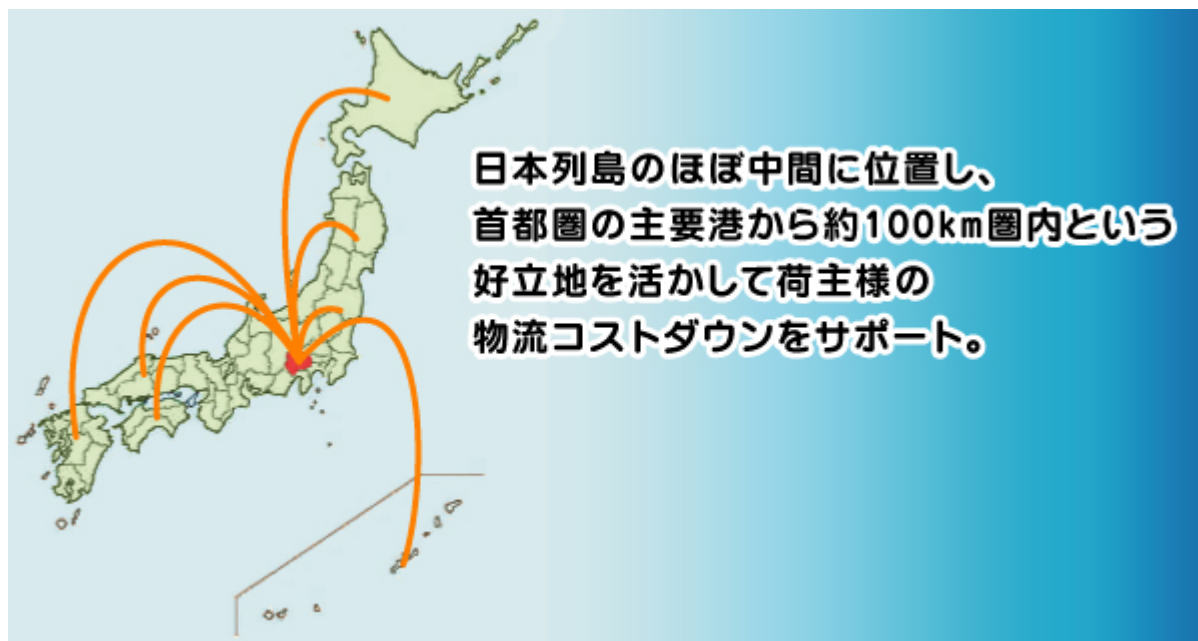 日本列島のほぼ中間に位置し、
首都圏の主要港から約100km圏内という
好立地を活かして荷主様の
物流コストダウンをサポート。